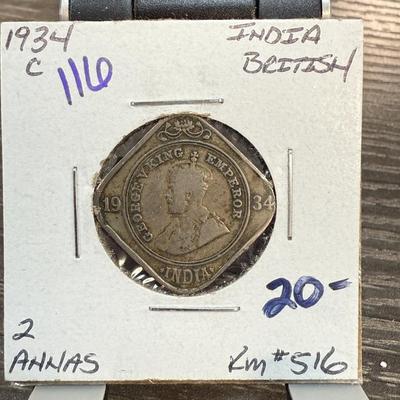 1934
C
116
INDIA
BRITISH
GEORGE V KING EMPEROR
19 34
INDIA
20-
2
ANNAS
KM#516